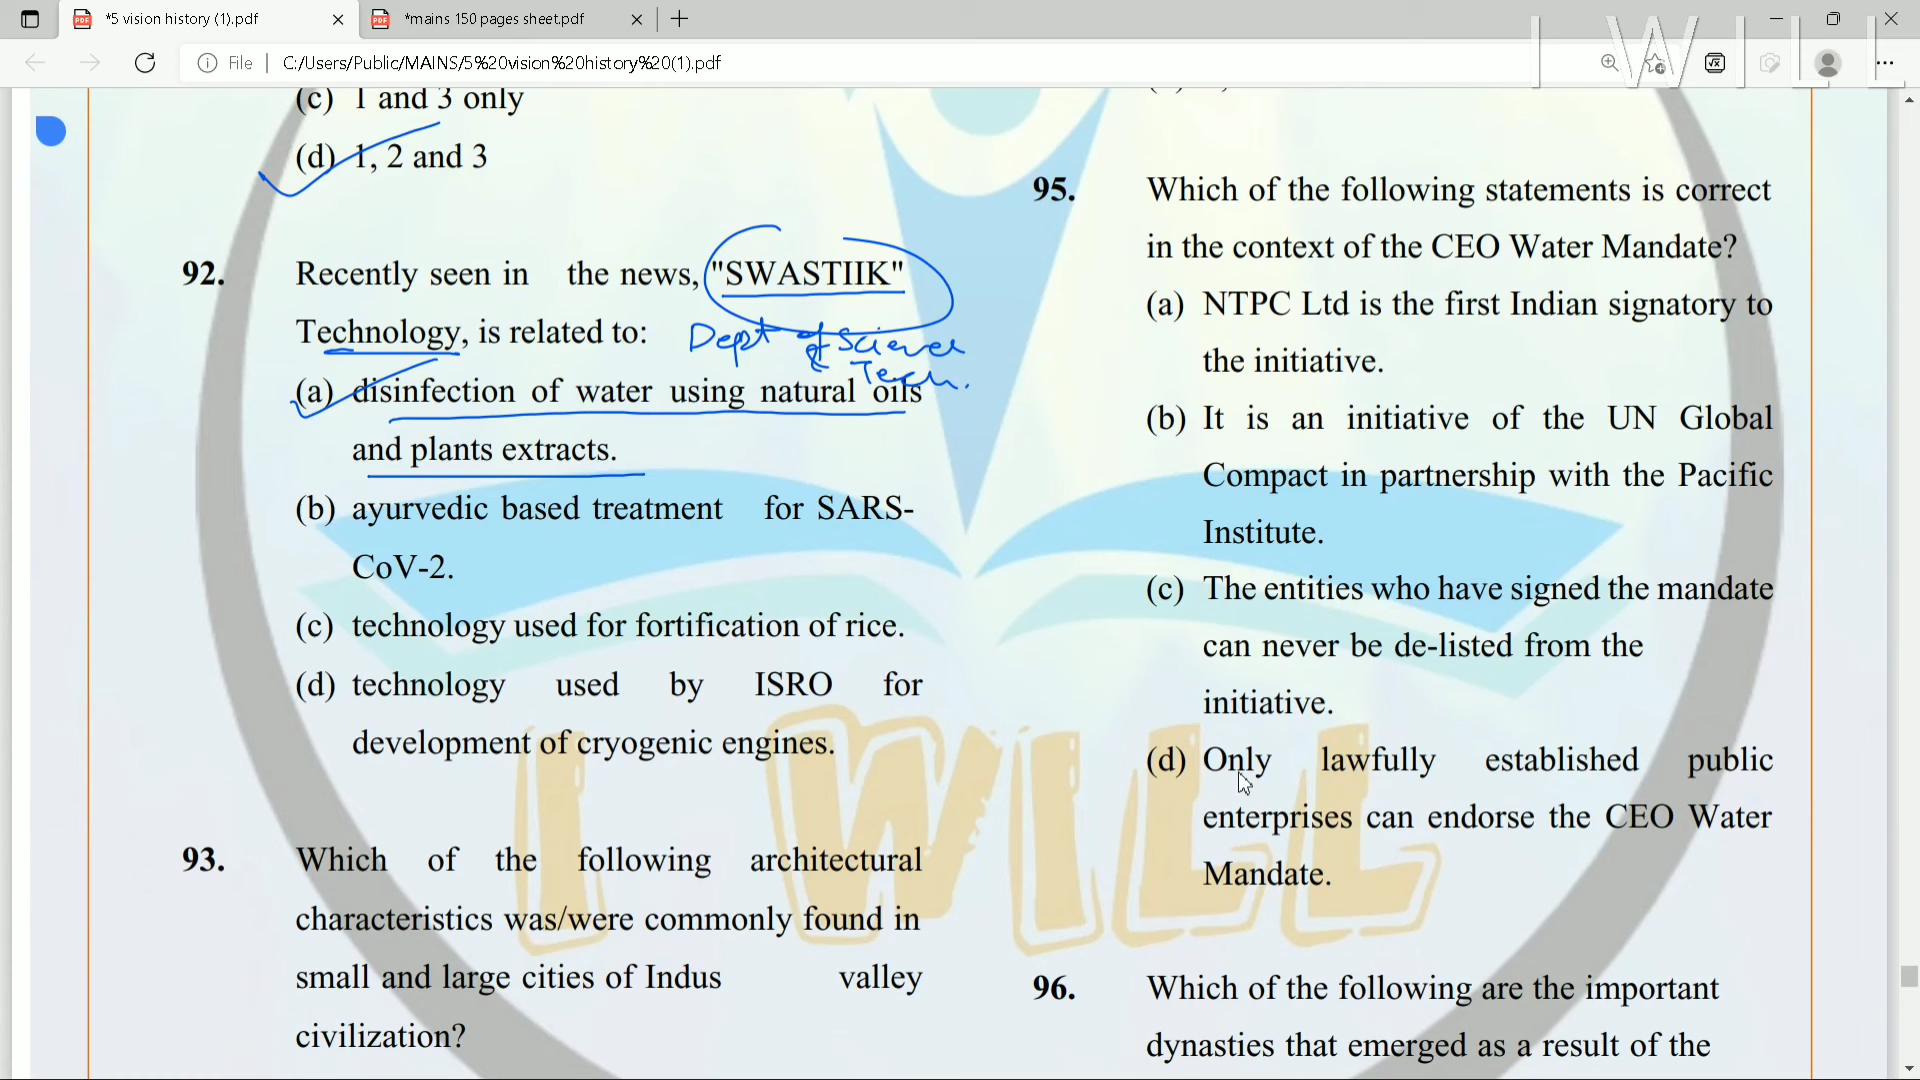 *5 vision history (1).pdf
*mains 150 pages sheet.pdf
File
C:/Users/Public/MAINS/5%20vision%20history%20(1).pdf
I WILL
(c) 1 and 3 only
(d) 1, 2 and 3
92. Recently seen in the news, "SWASTIIK"
Technology, is related to:
Dept of Science
& Tech.
(a) disinfection of water using natural oils
and plants extracts.
(b) ayurvedic based treatment for SARS-
CoV-2.
(c) technology used for fortification of rice.
(d) technology used by ISRO for
development of cryogenic engines.
93. Which of the following architectural
characteristics was/were commonly found in
small and large cities of Indus valley
civilization?
95. Which of the following statements is correct
in the context of the CEO Water Mandate?
(a) NTPC Ltd is the first Indian signatory to
the initiative.
(b) It is an initiative of the UN Global
Compact in partnership with the Pacific
Institute.
(c) The entities who have signed the mandate
can never be de-listed from the
initiative.
(d) Only lawfully established public
enterprises can endorse the CEO Water
Mandate.
96. Which of the following are the important
dynasties that emerged as a result of the
I WILL